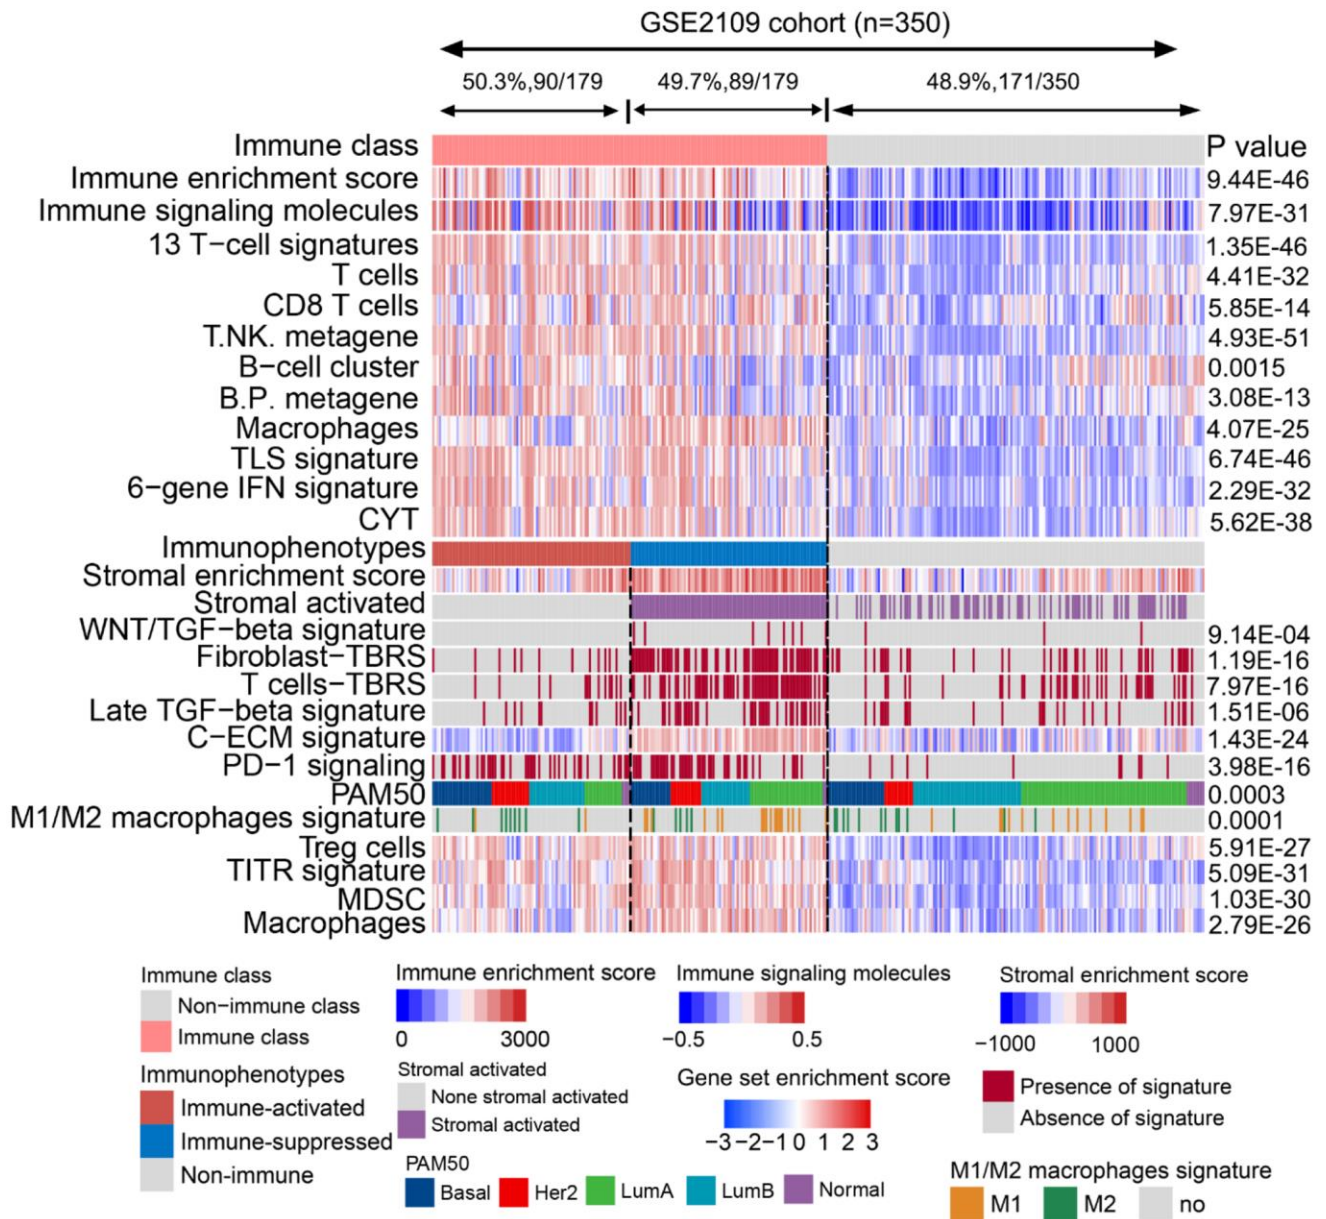 GSE2109 cohort (n=350)
50.3%,90/179 49.7%,89/179 48.9%,171/350
Immune class P value
Immune enrichment score 9.44E-46
Immune signaling molecules 7.97E-31
13 T−cell signatures 1.35E-46
T cells 4.41E-32
CD8 T cells 5.85E-14
T.NK. metagene 4.93E-51
B−cell cluster 0.0015
B.P. metagene 3.08E-13
Macrophages 4.07E-25
TLS signature 6.74E-46
6−gene IFN signature 2.29E-32
CYT 5.62E-38
Immunophenotypes
Stromal enrichment score
Stromal activated
WNT/TGF−beta signature 9.14E-04
Fibroblast−TBRS 1.19E-16
T cells−TBRS 7.97E-16
Late TGF−beta signature 1.51E-06
C−ECM signature 1.43E-24
PD−1 signaling 3.98E-16
PAM50 0.0003
M1/M2 macrophages signature 0.0001
Treg cells 5.91E-27
TITR signature 5.09E-31
MDSC 1.03E-30
Macrophages 2.79E-26
Immune class
Non−immune class
Immune class
Immunophenotypes
Immune-activated
Immune-suppressed
Non-immune
Immune enrichment score
0 3000
Stromal activated
None stromal activated
Stromal activated
Immune signaling molecules
−0.5 0.5
Gene set enrichment score
−3 −2 −1 0 1 2 3
Stromal enrichment score
−1000 1000
Presence of signature
Absence of signature
PAM50
Basal Her2 LumA LumB Normal
M1/M2 macrophages signature
M1 M2 no